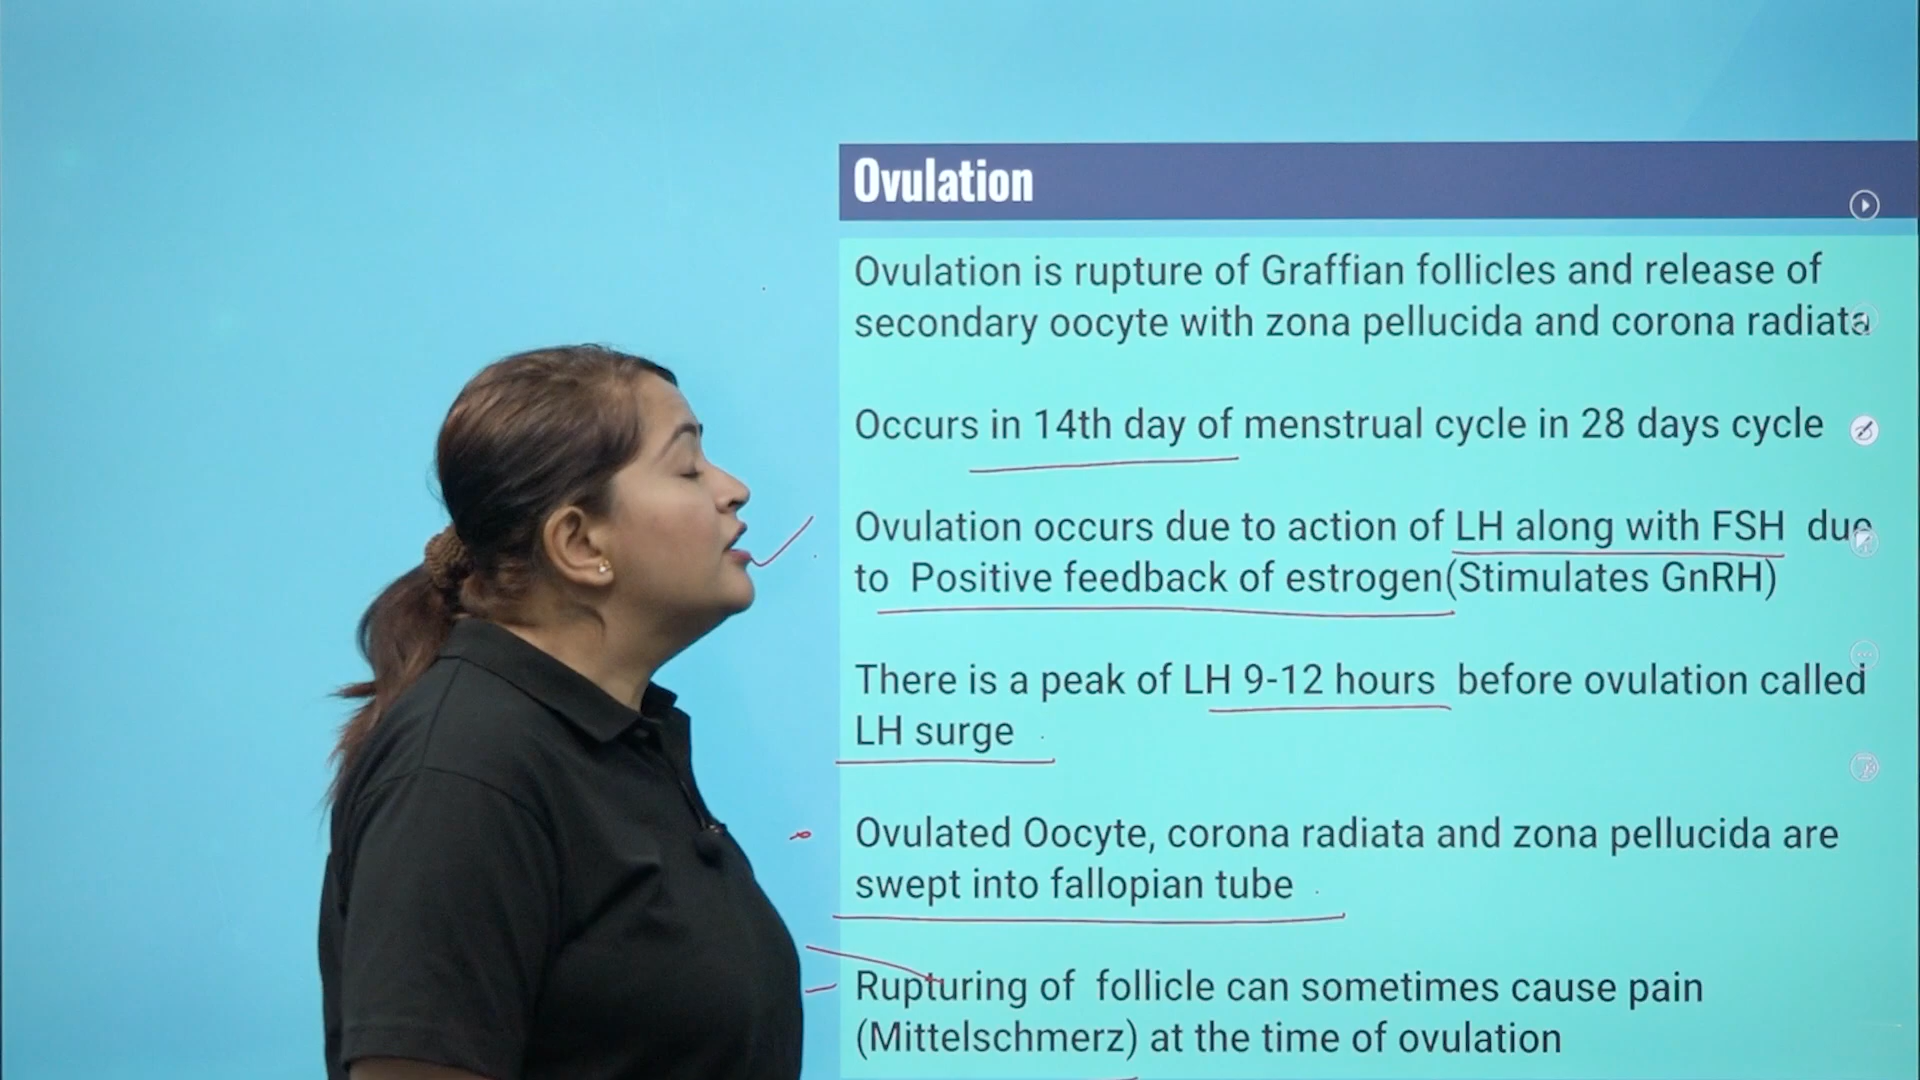 Ovulation
Ovulation is rupture of Graffian follicles and release of
secondary oocyte with zona pellucida and corona radiata
Occurs in 14th day of menstrual cycle in 28 days cycle
Ovulation occurs due to action of LH along with FSH due
to Positive feedback of estrogen(Stimulates GnRH)
There is a peak of LH 9-12 hours before ovulation called
LH surge
Ovulated Oocyte, corona radiata and zona pellucida are
swept into fallopian tube
Rupturing of follicle can sometimes cause pain
(Mittelschmerz) at the time of ovulation